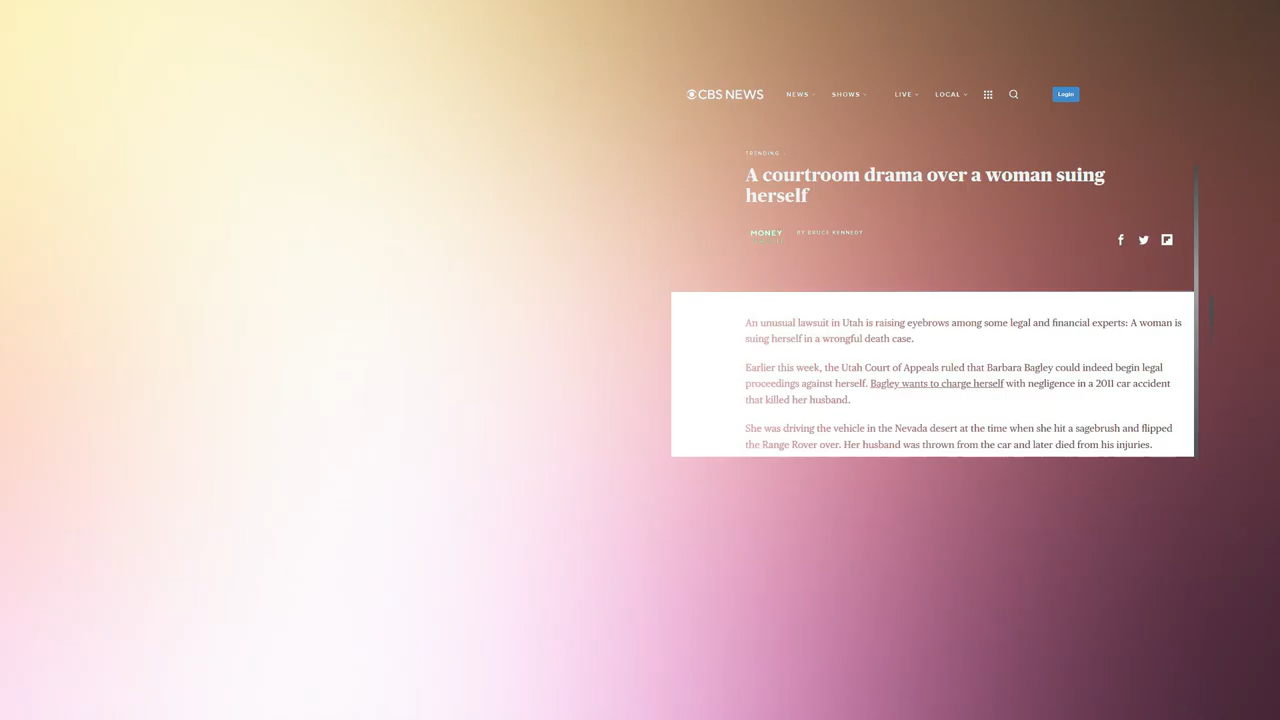 CBS NEWS NEWS SHOWS LIVE LOCAL Login
TRENDING
A courtroom drama over a woman suing
herself
MONEY BY BRUCE KENNEDY
An unusual lawsuit in Utah is raising eyebrows among some legal and financial experts: A woman is
suing herself in a wrongful death case.
Earlier this week, the Utah Court of Appeals ruled that Barbara Bagley could indeed begin legal
proceedings against herself. Bagley wants to charge herself with negligence in a 2011 car accident
that killed her husband.
She was driving the vehicle in the Nevada desert at the time when she hit a sagebrush and flipped
the Range Rover over. Her husband was thrown from the car and later died from his injuries.